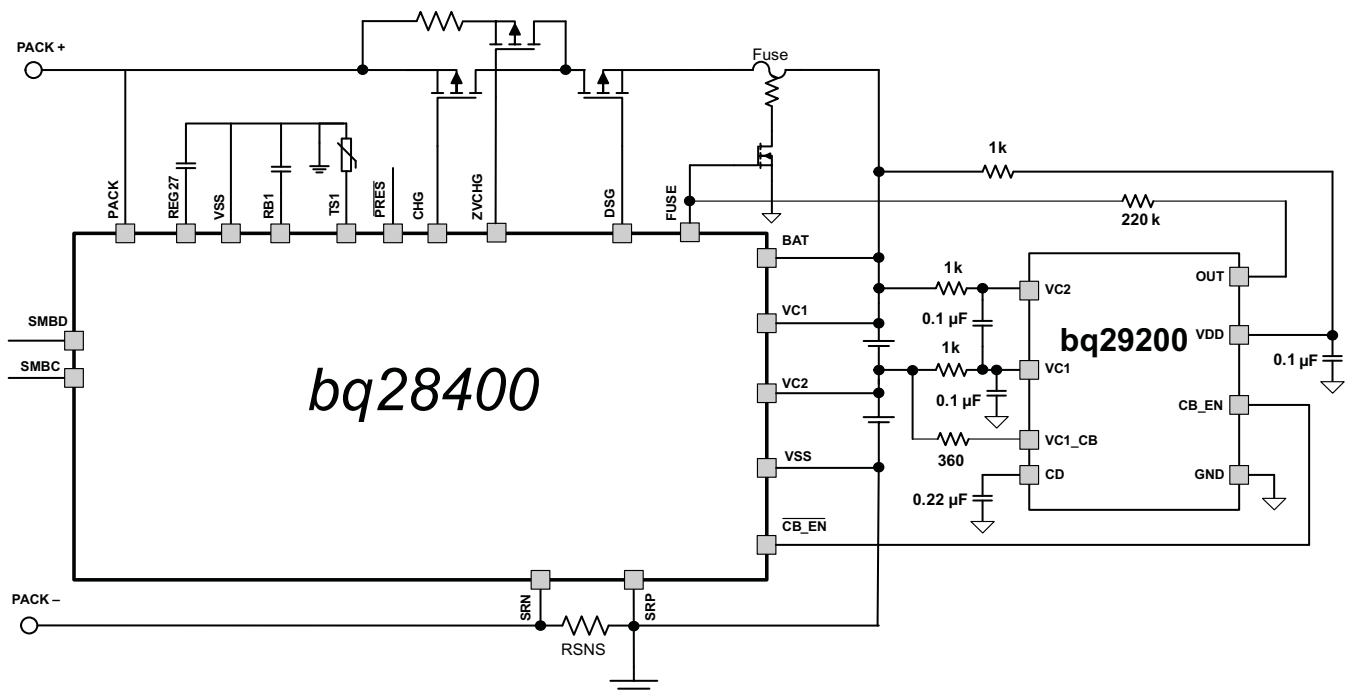 PACK +
Fuse
1k
220 k
PACK
REG27
VSS
RB1
TS1
PRES
CHG
ZVCHG
DSG
FUSE
BAT
VC1
VC2
VSS
CB_EN
SMBD
SMBC
bq28400
1k
0.1 µF
1k
0.1 µF
360
0.22 µF
VC2
VC1
VC1_CB
CD
bq29200
OUT
VDD
CB_EN
GND
0.1 µF
PACK –
SRN
SRP
RSNS